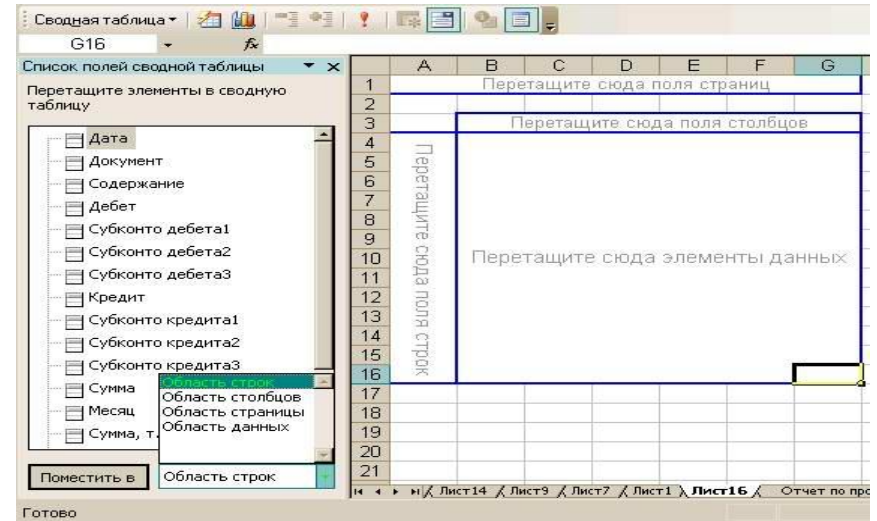 Сводная таблица
G16
fx
Список полей сводной таблицы
Перетащите элементы в сводную
таблицу
Дата
Документ
Содержание
Дебет
Субконто дебета1
Субконто дебета2
Субконто дебета3
Кредит
Субконто кредита1
Субконто кредита2
Субконто кредита3
Сумма
Месяц
Сумма, т.
Область строк
Область столбцов
Область страницы
Область данных
Поместить в
Область строк
A B C D E F G
1
2
3
4
5
6
7
8
9
10
11
12
13
14
15
16
17
18
19
20
21
Перетащите сюда поля страниц
Перетащите сюда поля столбцов
Перетащите сюда поля строк
Перетащите сюда элементы данных
Лист14 Лист9 Лист7 Лист1 Лист16 Отчет по про
Готово